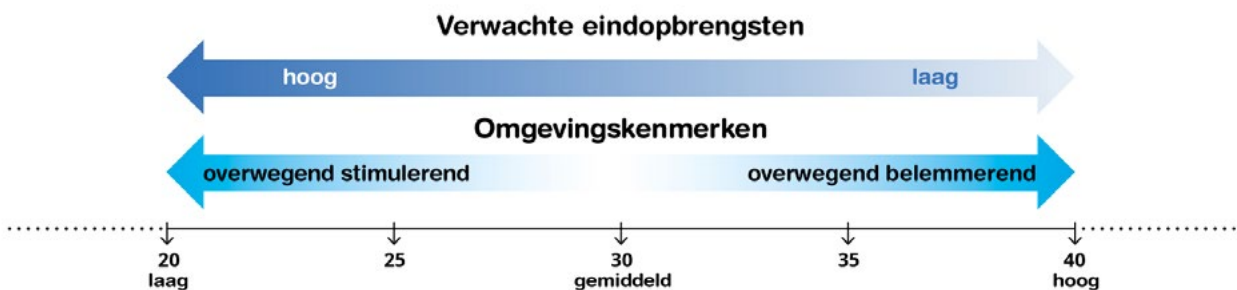 Verwachte eindopbrengsten
hoog laag
Omgevingskenmerken
overwegend stimulerend overwegend belemmerend
20 25 30 35 40
laag gemiddeld hoog